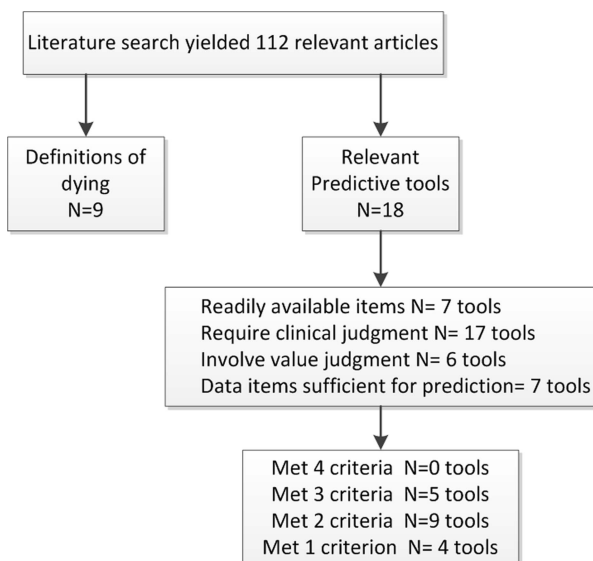 Literature search yielded 112 relevant articles
Definitions of
dying
N=9
Relevant
Predictive tools
N=18
Readily available items N= 7 tools
Require clinical judgment N= 17 tools
Involve value judgment N= 6 tools
Data items sufficient for prediction= 7 tools
Met 4 criteria  N=0 tools
Met 3 criteria  N=5 tools
Met 2 criteria  N=9 tools
Met 1 criterion  N= 4 tools